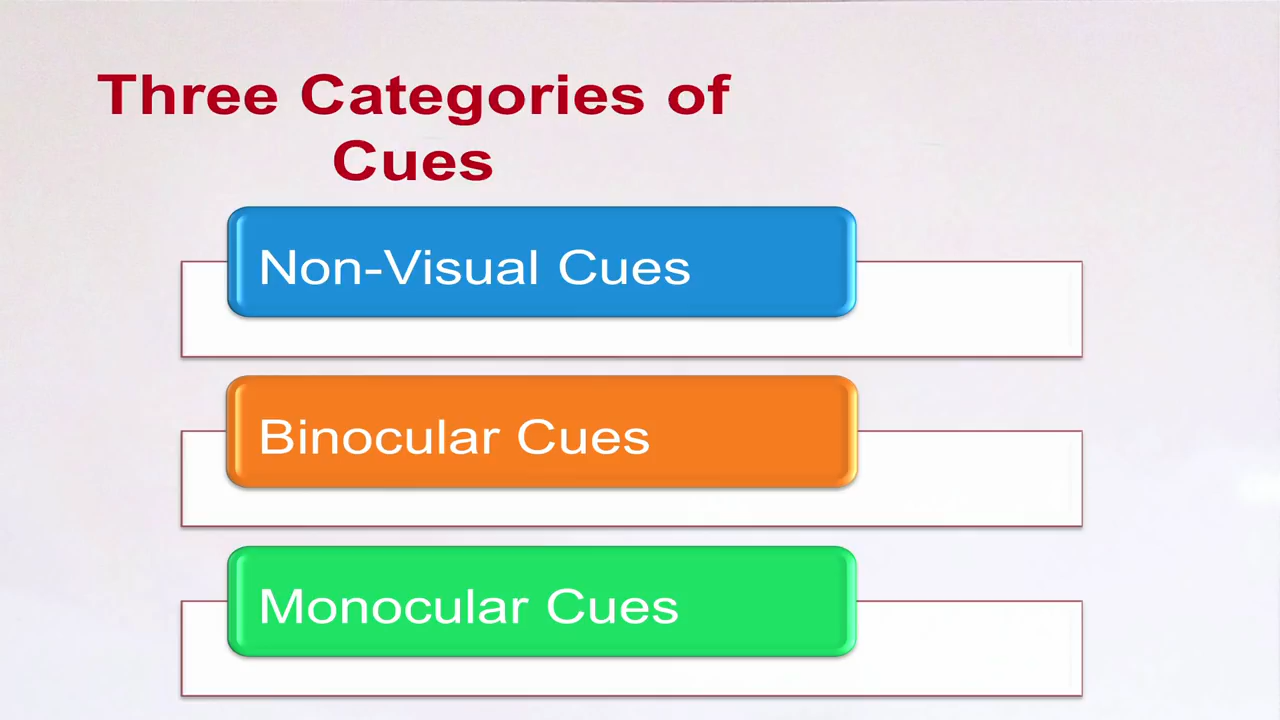 Three Categories of
Cues
Non-Visual Cues
Binocular Cues
Monocular Cues